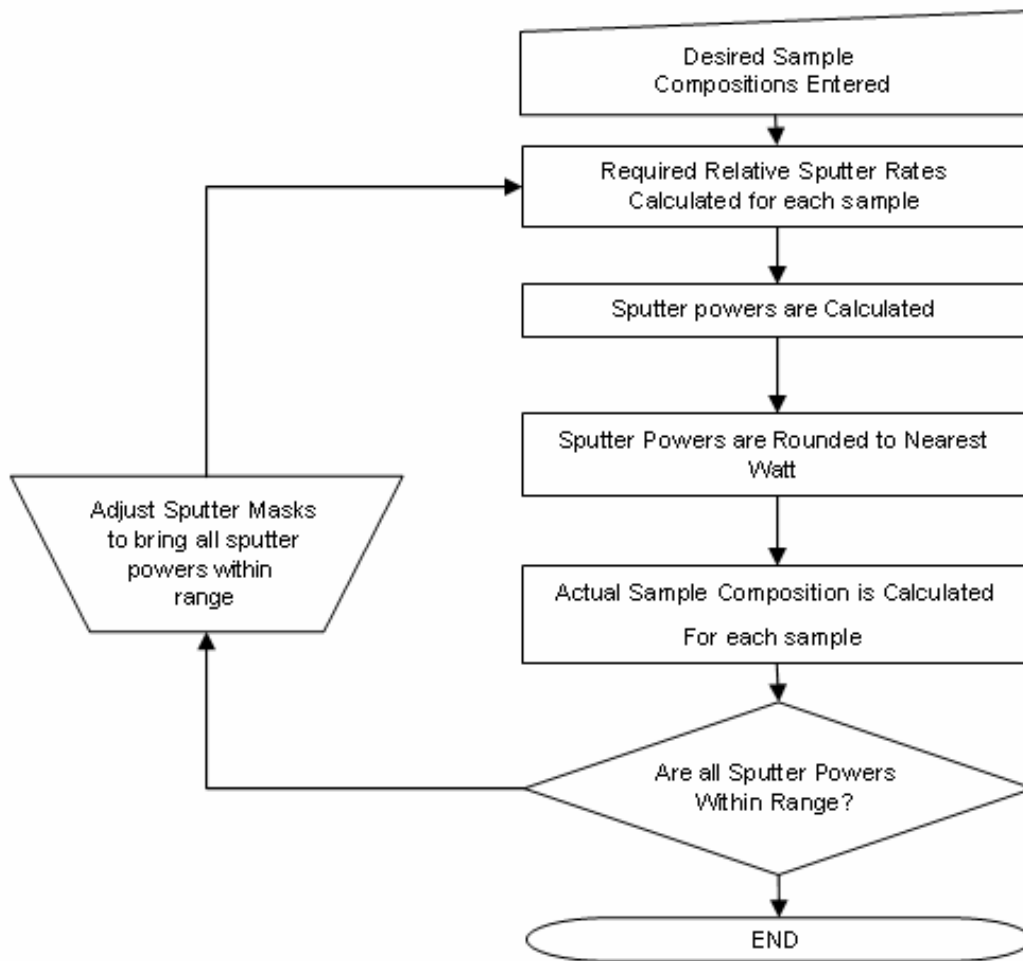 Desired Sample
Compositions Entered
Required Relative Sputter Rates
Calculated for each sample
Sputter powers are Calculated
Sputter Powers are Rounded to Nearest
Watt
Adjust Sputter Masks
to bring all sputter
powers within
range
Actual Sample Composition is Calculated
For each sample
Are all Sputter Powers
Within Range?
END